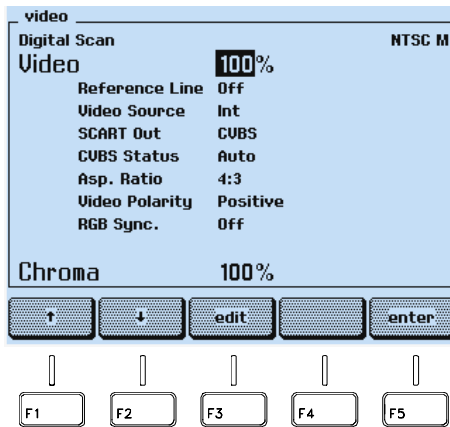 video
Digital Scan NTSC M
Video 100%
Reference Line Off
Video Source Int
SCART Out CVBS
CVBS Status Auto
Asp. Ratio 4:3
Video Polarity Positive
RGB Sync. Off
Chroma 100%
↑ ↓ edit enter
F1 F2 F3 F4 F5